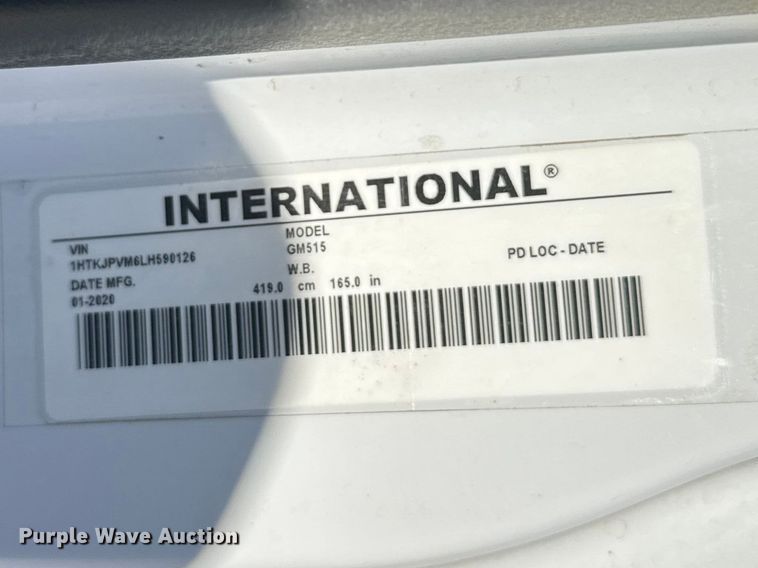 INTERNATIONAL®
VIN
1HTKJPVM6LH590126
DATE MFG.
01-2020
MODEL
GM515
W.B.
419.0 cm 165.0 in
PD LOC - DATE
Purple Wave Auction